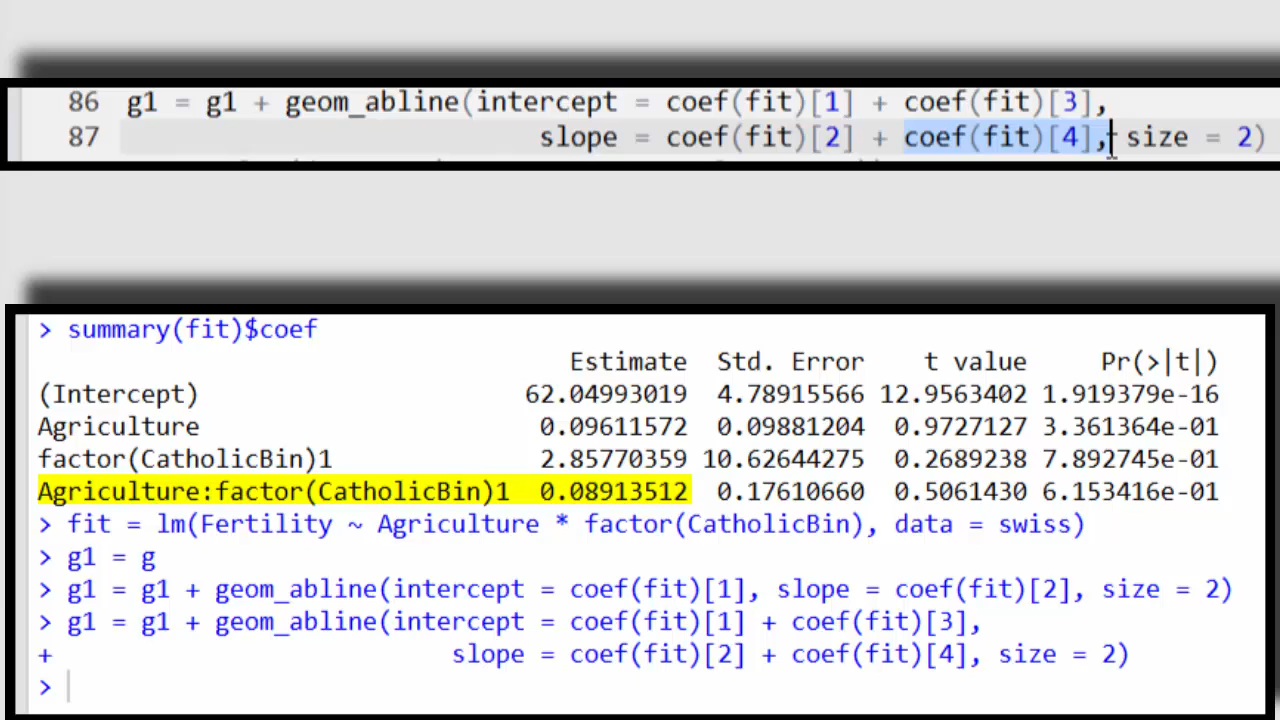 86 g1 = g1 + geom_abline(intercept = coef(fit)[1] + coef(fit)[3],
87 slope = coef(fit)[2] + coef(fit)[4], size = 2)
> summary(fit)$coef
Estimate Std. Error t value Pr(>|t|)
(Intercept) 62.04993019 4.78915566 12.9563402 1.919379e-16
Agriculture 0.09611572 0.09881204 0.9727127 3.361364e-01
factor(CatholicBin)1 2.85770359 10.62644275 0.2689238 7.892745e-01
Agriculture:factor(CatholicBin)1 0.08913512 0.17610660 0.5061430 6.153416e-01
> fit = lm(Fertility ~ Agriculture * factor(CatholicBin), data = swiss)
> g1 = g
> g1 = g1 + geom_abline(intercept = coef(fit)[1], slope = coef(fit)[2], size = 2)
> g1 = g1 + geom_abline(intercept = coef(fit)[1] + coef(fit)[3],
+ slope = coef(fit)[2] + coef(fit)[4], size = 2)
>